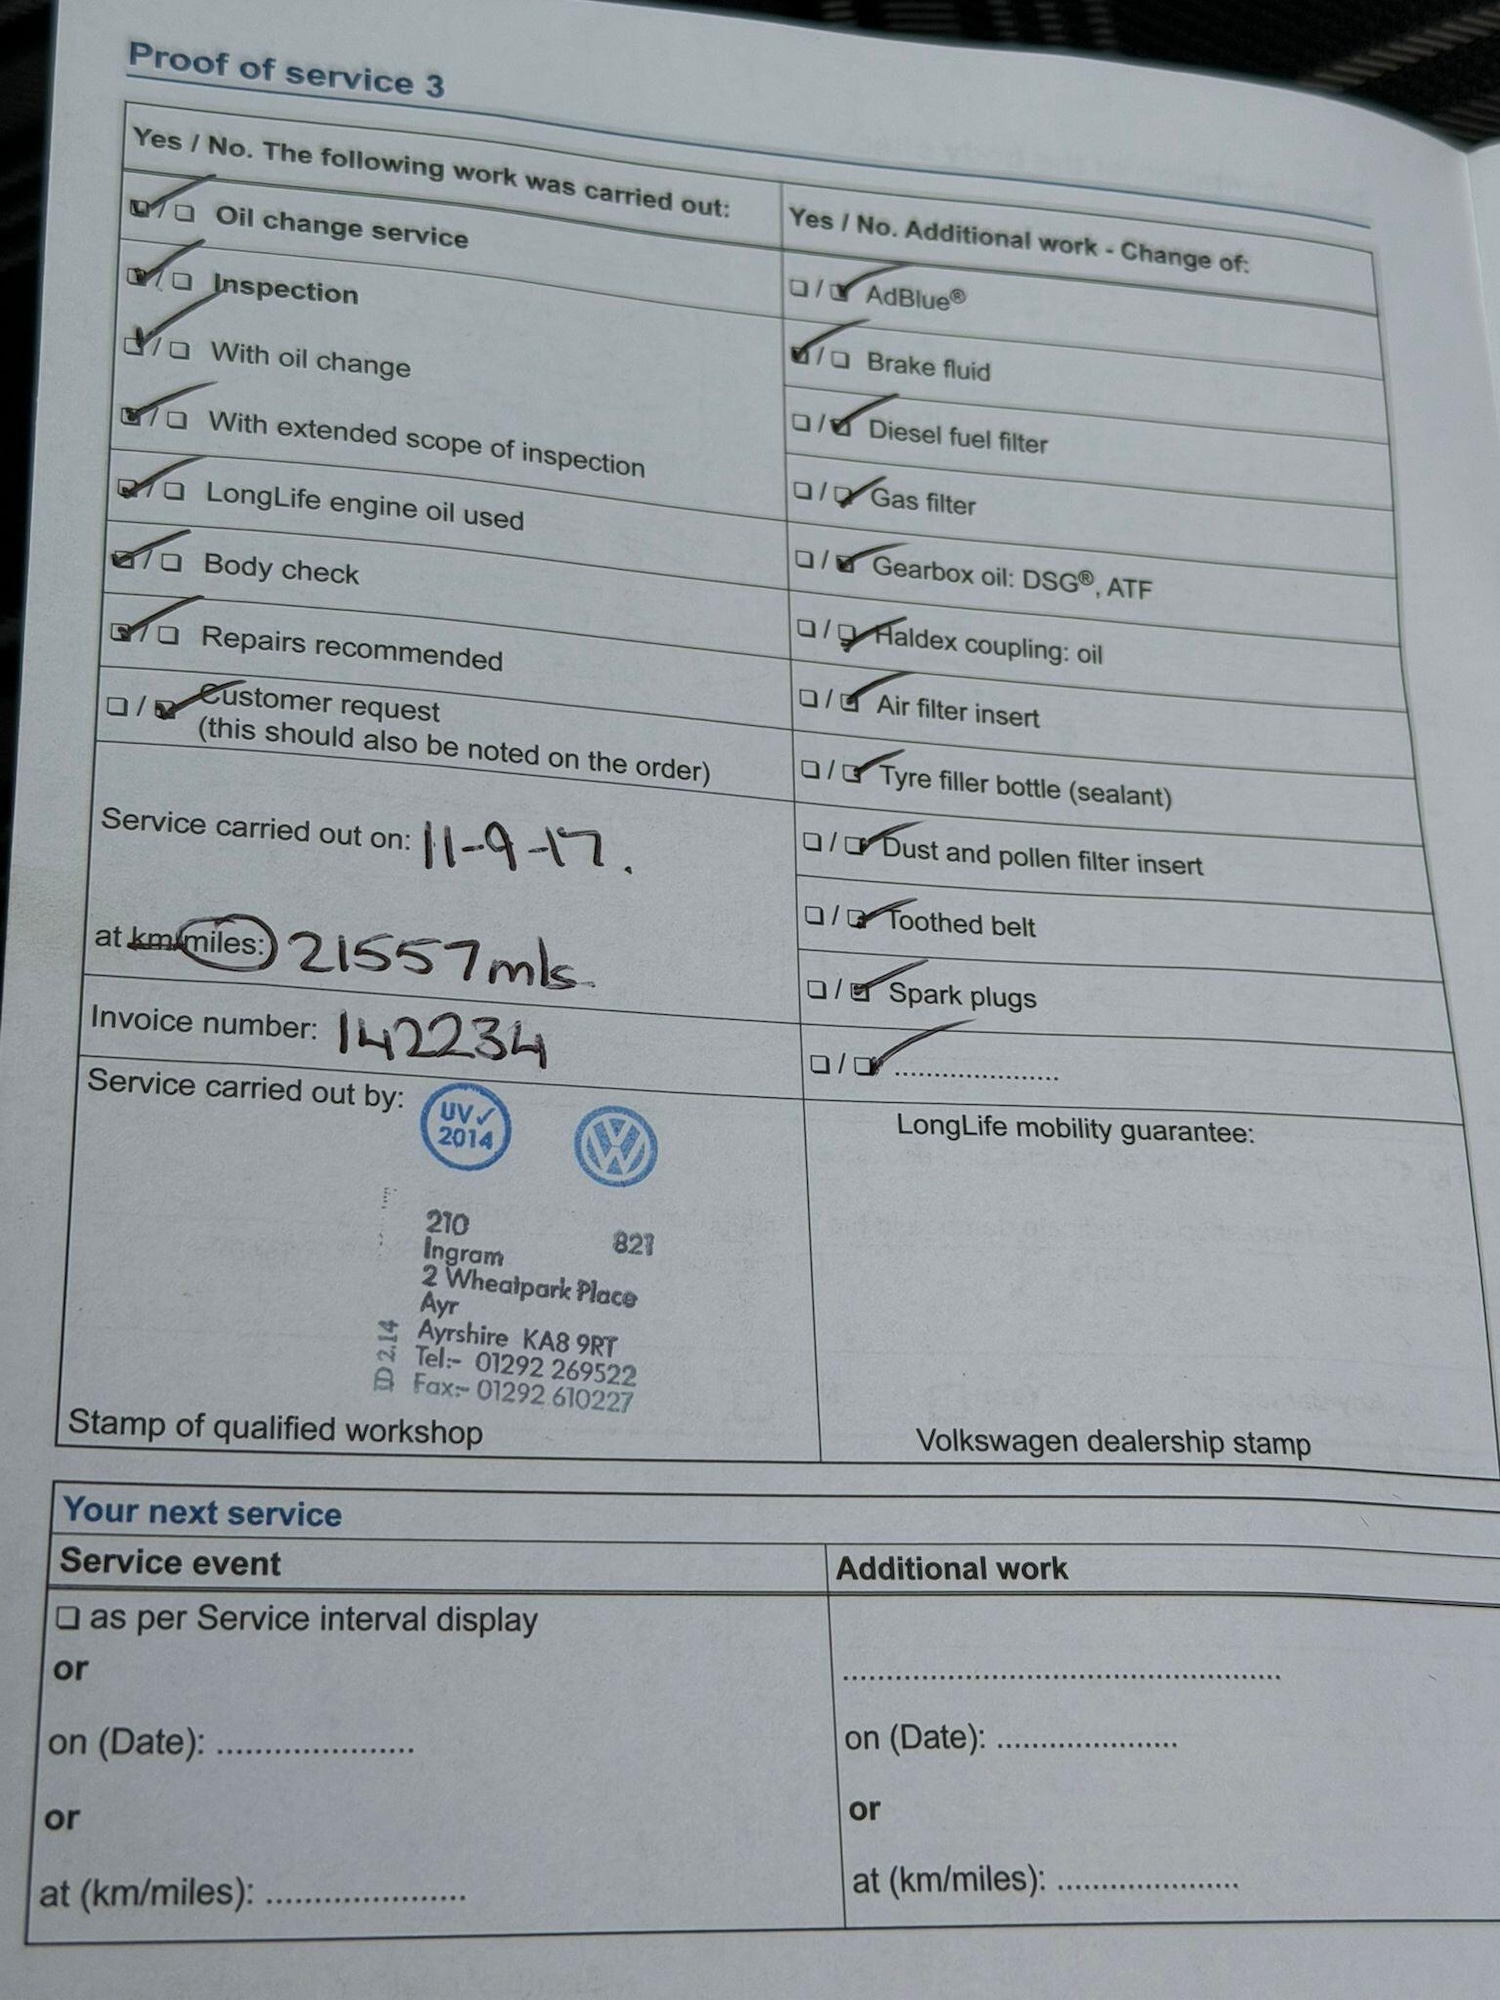 Proof of service 3
Yes / No. The following work was carried out:
☑/☐ Oil change service
☑/☐ Inspection
☑/☐ With oil change
☑/☐ With extended scope of inspection
☑/☐ LongLife engine oil used
☑/☐ Body check
☑/☐ Repairs recommended
☐/☑ Customer request
(this should also be noted on the order)
Service carried out on: 11-9-17.
at km/miles: 21557 mls.
Invoice number: 142234
Service carried out by:
UV✓
2014
VW
210
821
Ingram
2 Wheatpark Place
Ayr
Ayrshire KA8 9RT
Tel:- 01292 269522
Fax:- 01292 610227
D 2.14
Stamp of qualified workshop
Yes / No. Additional work - Change of:
☐/☑ AdBlue®
☑/☐ Brake fluid
☐/☑ Diesel fuel filter
☐/☑ Gas filter
☐/☑ Gearbox oil: DSG®, ATF
☐/☑ Haldex coupling: oil
☐/☑ Air filter insert
☐/☑ Tyre filler bottle (sealant)
☐/☑ Dust and pollen filter insert
☐/☑ Toothed belt
☐/☑ Spark plugs
☐/☑ .....................
LongLife mobility guarantee:
Volkswagen dealership stamp
Your next service
Service event
☐ as per Service interval display
or
on (Date): .....................
or
at (km/miles): .....................
Additional work
...............................................
on (Date): ...................
or
at (km/miles): ...................